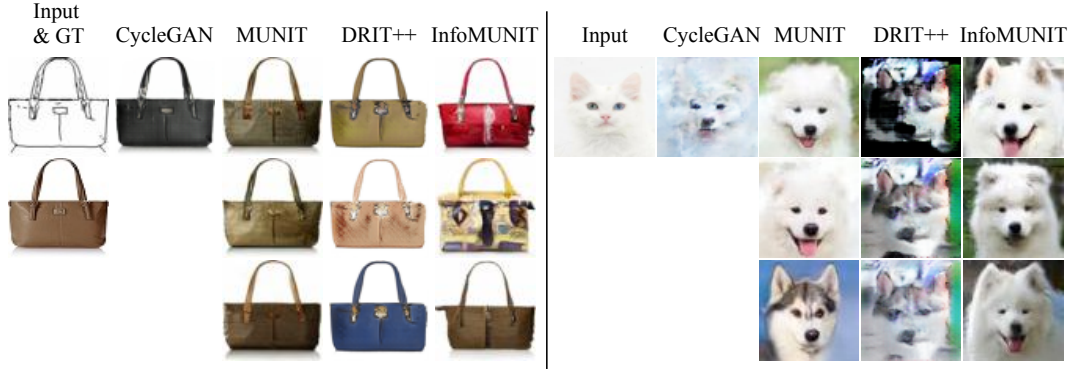 Input
& GT CycleGAN MUNIT DRIT++ InfoMUNIT
Input CycleGAN MUNIT DRIT++ InfoMUNIT